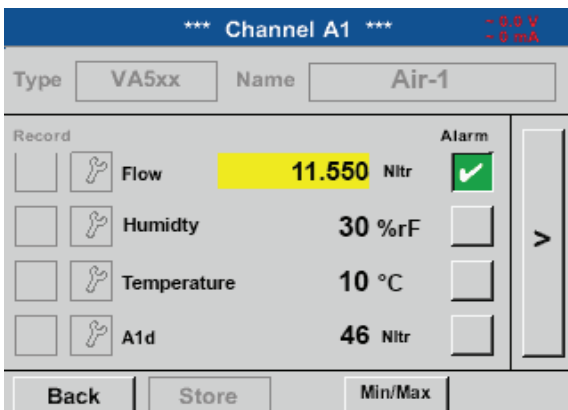 *** Channel A1 ***
- 0.0 V
- 0 mA
Type VA5xx Name Air-1
Record Alarm
Flow 11.550 Nltr
Humidty 30 %rF
>
Temperature 10 °C
A1d 46 Nltr
Back Store Min/Max